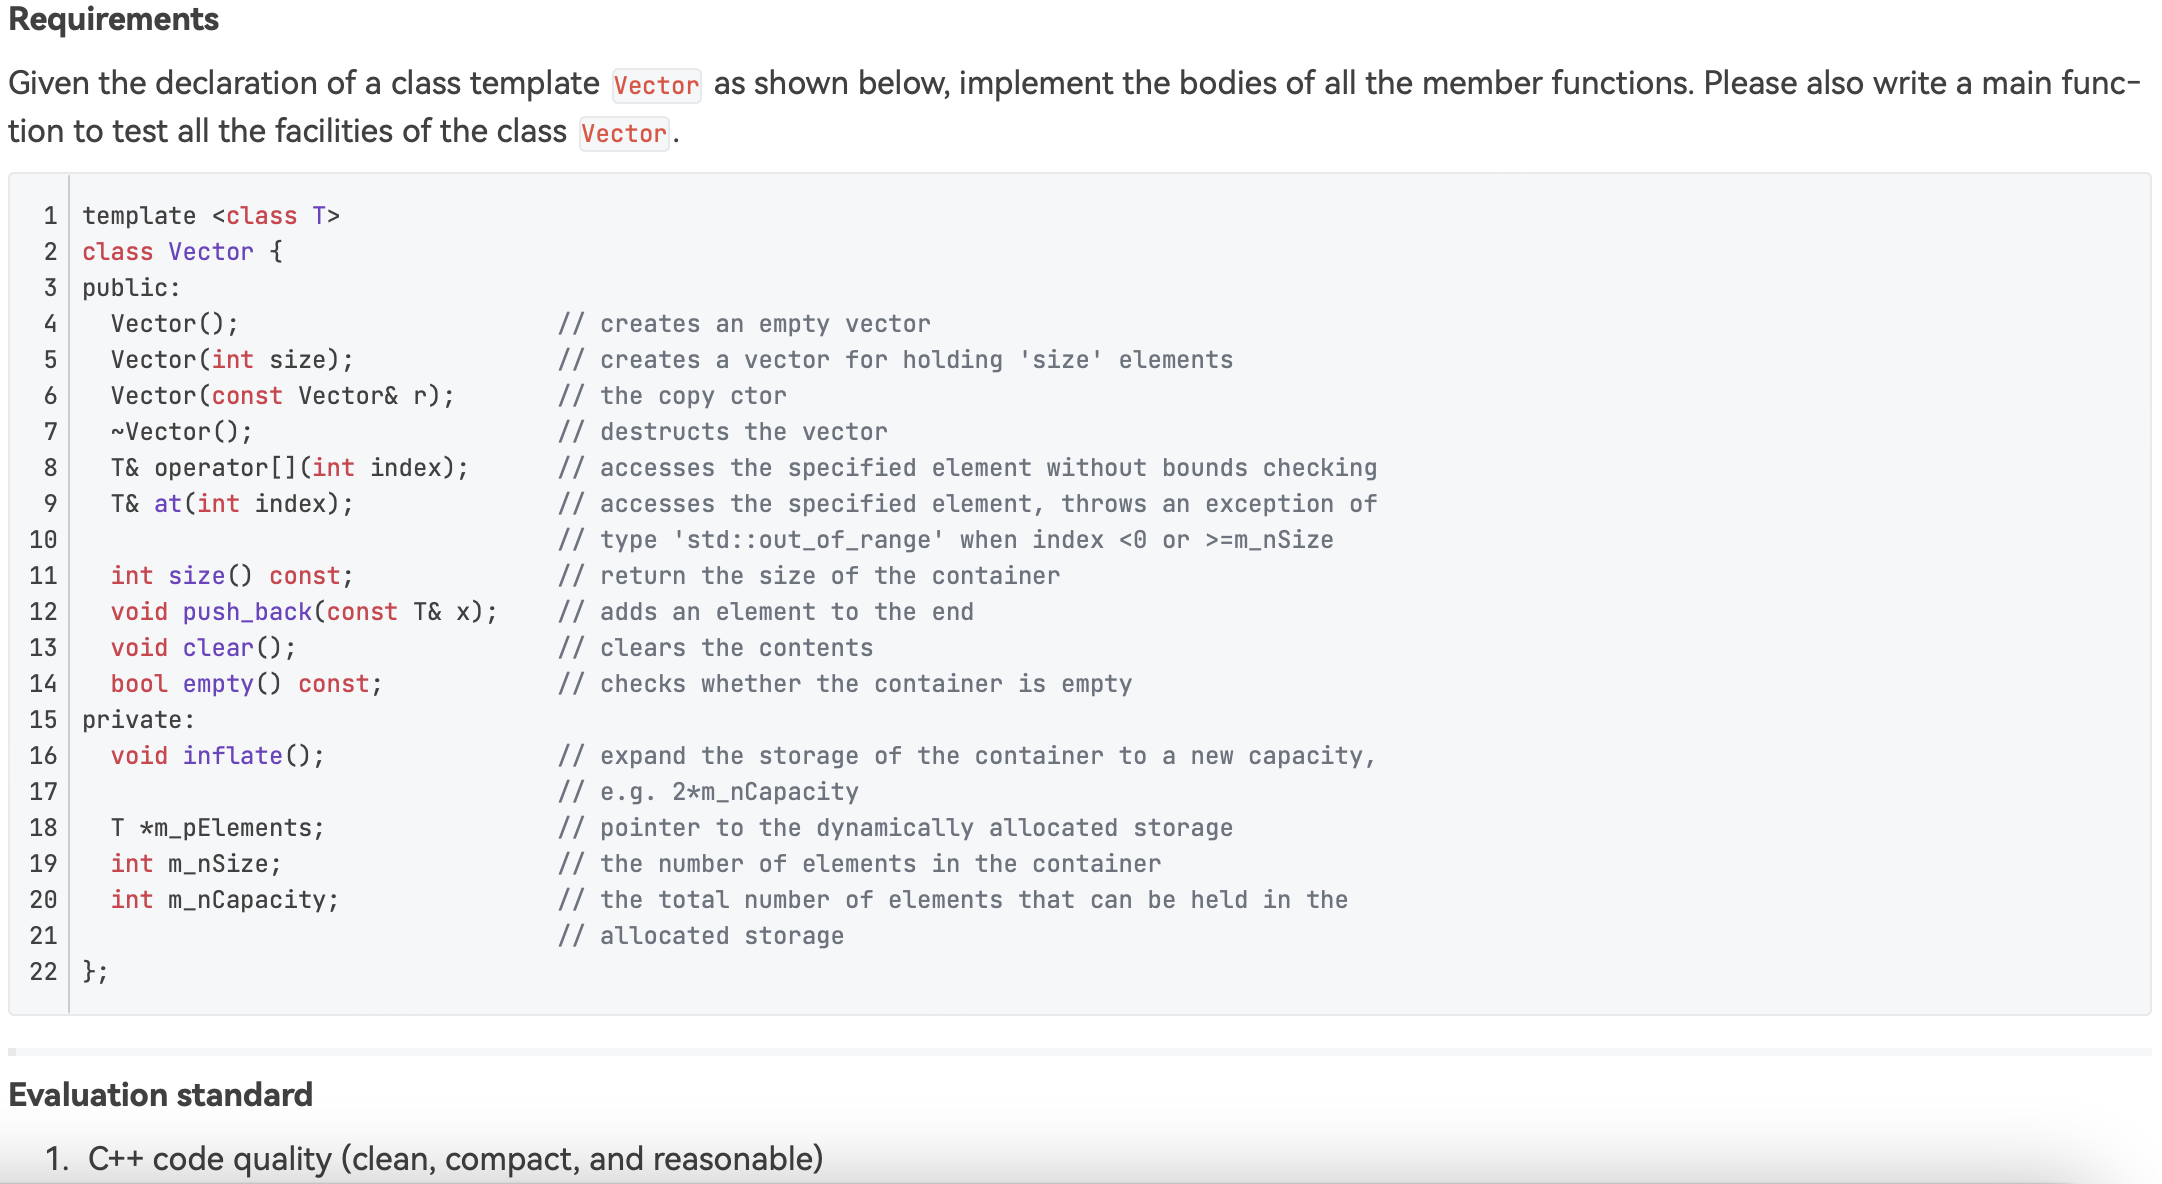 Requirements
Given the declaration of a class template Vector as shown below, implement the bodies of all the member functions. Please also write a main func-
tion to test all the facilities of the class Vector.
1 template <class T>
2 class Vector {
3 public:
4   Vector();                      // creates an empty vector
5   Vector(int size);              // creates a vector for holding 'size' elements
6   Vector(const Vector& r);       // the copy ctor
7   ~Vector();                     // destructs the vector
8   T& operator[](int index);      // accesses the specified element without bounds checking
9   T& at(int index);              // accesses the specified element, throws an exception of
10                                 // type 'std::out_of_range' when index <0 or >=m_nSize
11   int size() const;              // return the size of the container
12   void push_back(const T& x);    // adds an element to the end
13   void clear();                  // clears the contents
14   bool empty() const;            // checks whether the container is empty
15 private:
16   void inflate();                // expand the storage of the container to a new capacity,
17                                  // e.g. 2*m_nCapacity
18   T *m_pElements;                // pointer to the dynamically allocated storage
19   int m_nSize;                   // the number of elements in the container
20   int m_nCapacity;               // the total number of elements that can be held in the
21                                  // allocated storage
22 };
Evaluation standard
1. C++ code quality (clean, compact, and reasonable)